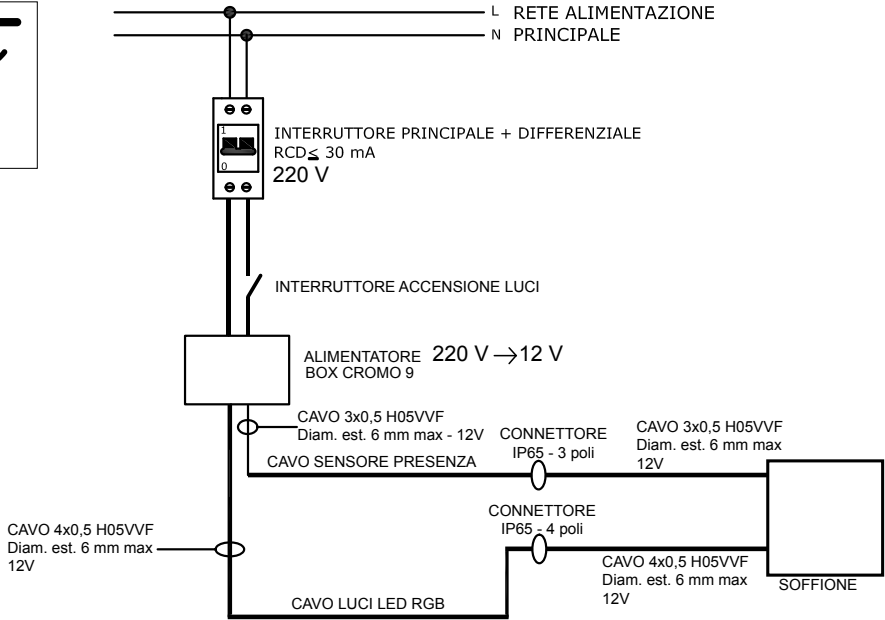 L RETE ALIMENTAZIONE
N PRINCIPALE
1
0
INTERRUTTORE PRINCIPALE + DIFFERENZIALE
RCD≤ 30 mA
220 V
INTERRUTTORE ACCENSIONE LUCI
ALIMENTATORE 220 V →12 V
BOX CROMO 9
CAVO 3x0,5 H05VVF
Diam. est. 6 mm max - 12V
CAVO SENSORE PRESENZA
CONNETTORE
IP65 - 3 poli
CAVO 3x0,5 H05VVF
Diam. est. 6 mm max
12V
CAVO 4x0,5 H05VVF
Diam. est. 6 mm max
12V
CONNETTORE
IP65 - 4 poli
CAVO 4x0,5 H05VVF
Diam. est. 6 mm max
12V
SOFFIONE
CAVO LUCI LED RGB